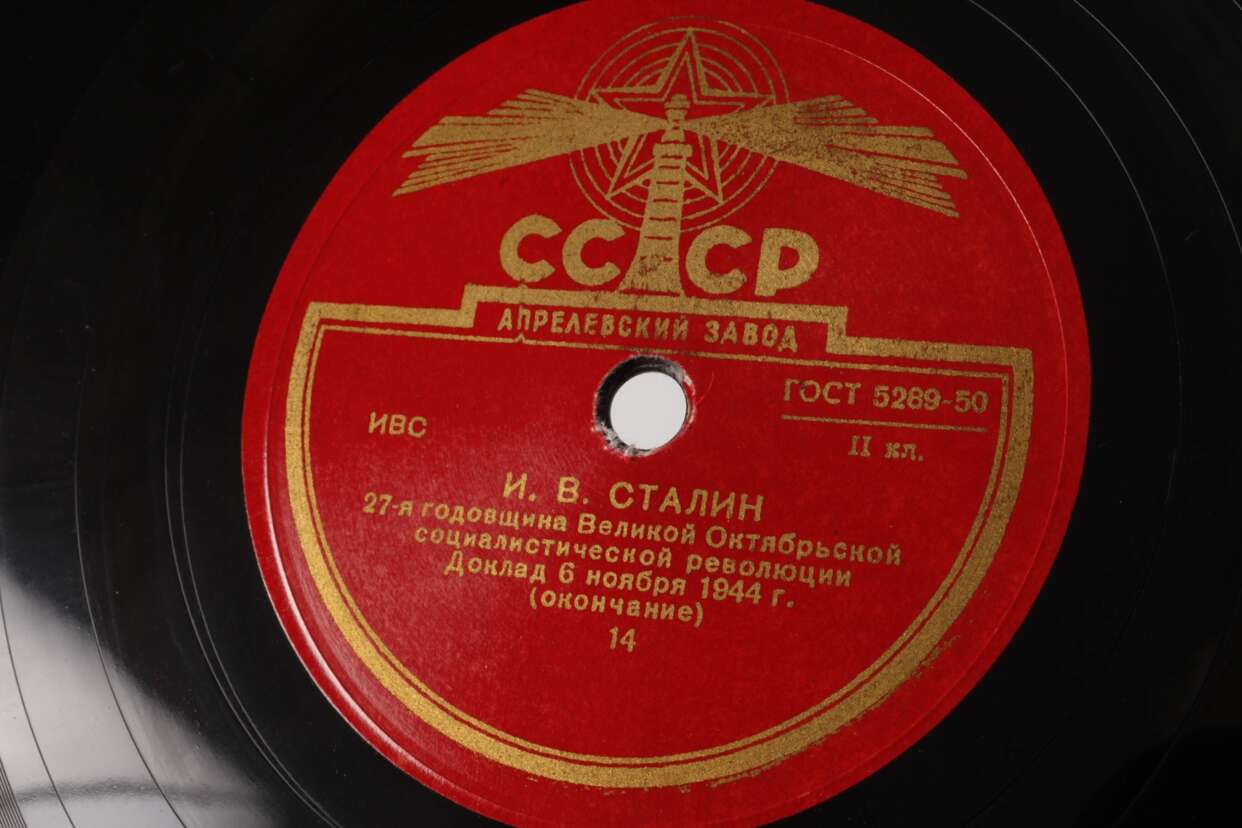 СССР
АПРЕЛЕВСКИЙ ЗАВОД
ГОСТ 5289-50
ИВС
II кл.
И. В. СТАЛИН
27-я годовщина Великой Октябрьской
социалистической революции
Доклад 6 ноября 1944 г.
(окончание)
14